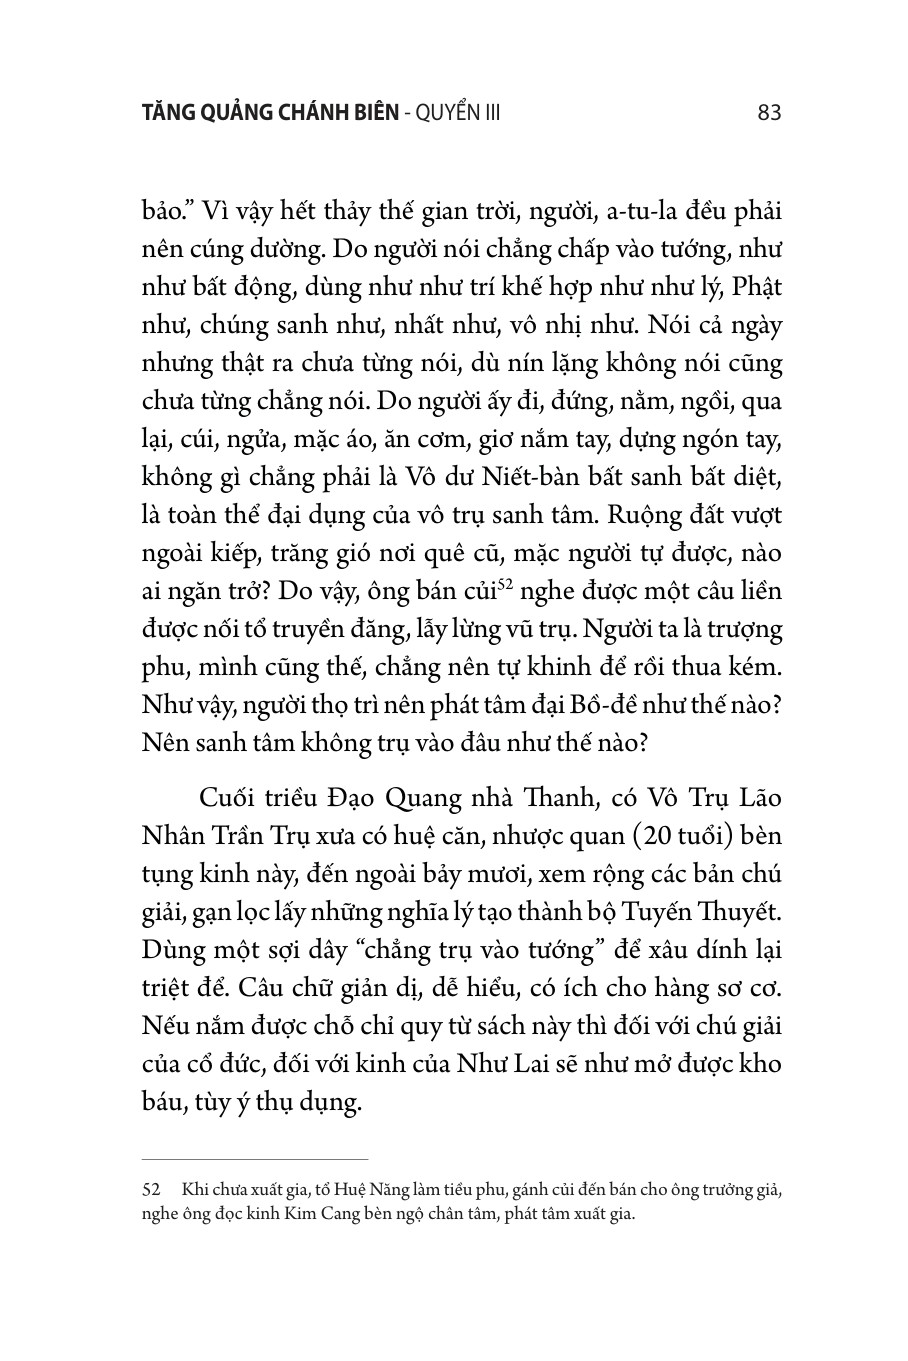 TĂNG QUẢNG CHÁNH BIÊN - QUYỂN III 83
bảo.” Vì vậy hết thảy thế gian trời, người, a-tu-la đều phải
nên cúng dường. Do người nói chẳng chấp vào tướng, như
như bất động, dùng như như trí khế hợp như như lý, Phật
như, chúng sanh như, nhất như, vô nhị như. Nói cả ngày
nhưng thật ra chưa từng nói, dù nín lặng không nói cũng
chưa từng chẳng nói. Do người ấy đi, đứng, nằm, ngồi, qua
lại, cúi, ngửa, mặc áo, ăn cơm, giơ nắm tay, dựng ngón tay,
không gì chẳng phải là Vô dư Niết-bàn bất sanh bất diệt,
là toàn thể đại dụng của vô trụ sanh tâm. Ruộng đất vượt
ngoài kiếp, trăng gió nơi quê cũ, mặc người tự được, nào
ai ngăn trở? Do vậy, ông bán củi52 nghe được một câu liền
được nối tổ truyền đăng, lẫy lừng vũ trụ. Người ta là trượng
phu, mình cũng thế, chẳng nên tự khinh để rồi thua kém.
Như vậy, người thọ trì nên phát tâm đại Bồ-đề như thế nào?
Nên sanh tâm không trụ vào đâu như thế nào?
Cuối triều Đạo Quang nhà Thanh, có Vô Trụ Lão
Nhân Trần Trụ xưa có huệ căn, nhược quan (20 tuổi) bèn
tụng kinh này, đến ngoài bảy mươi, xem rộng các bản chú
giải, gạn lọc lấy những nghĩa lý tạo thành bộ Tuyến Thuyết.
Dùng một sợi dây “chẳng trụ vào tướng” để xâu dính lại
triệt để. Câu chữ giản dị, dễ hiểu, có ích cho hàng sơ cơ.
Nếu nắm được chỗ chỉ quy từ sách này thì đối với chú giải
của cổ đức, đối với kinh của Như Lai sẽ như mở được kho
báu, tùy ý thụ dụng.
52 Khi chưa xuất gia, tổ Huệ Năng làm tiều phu, gánh củi đến bán cho ông trưởng giả,
nghe ông đọc kinh Kim Cang bèn ngộ chân tâm, phát tâm xuất gia.